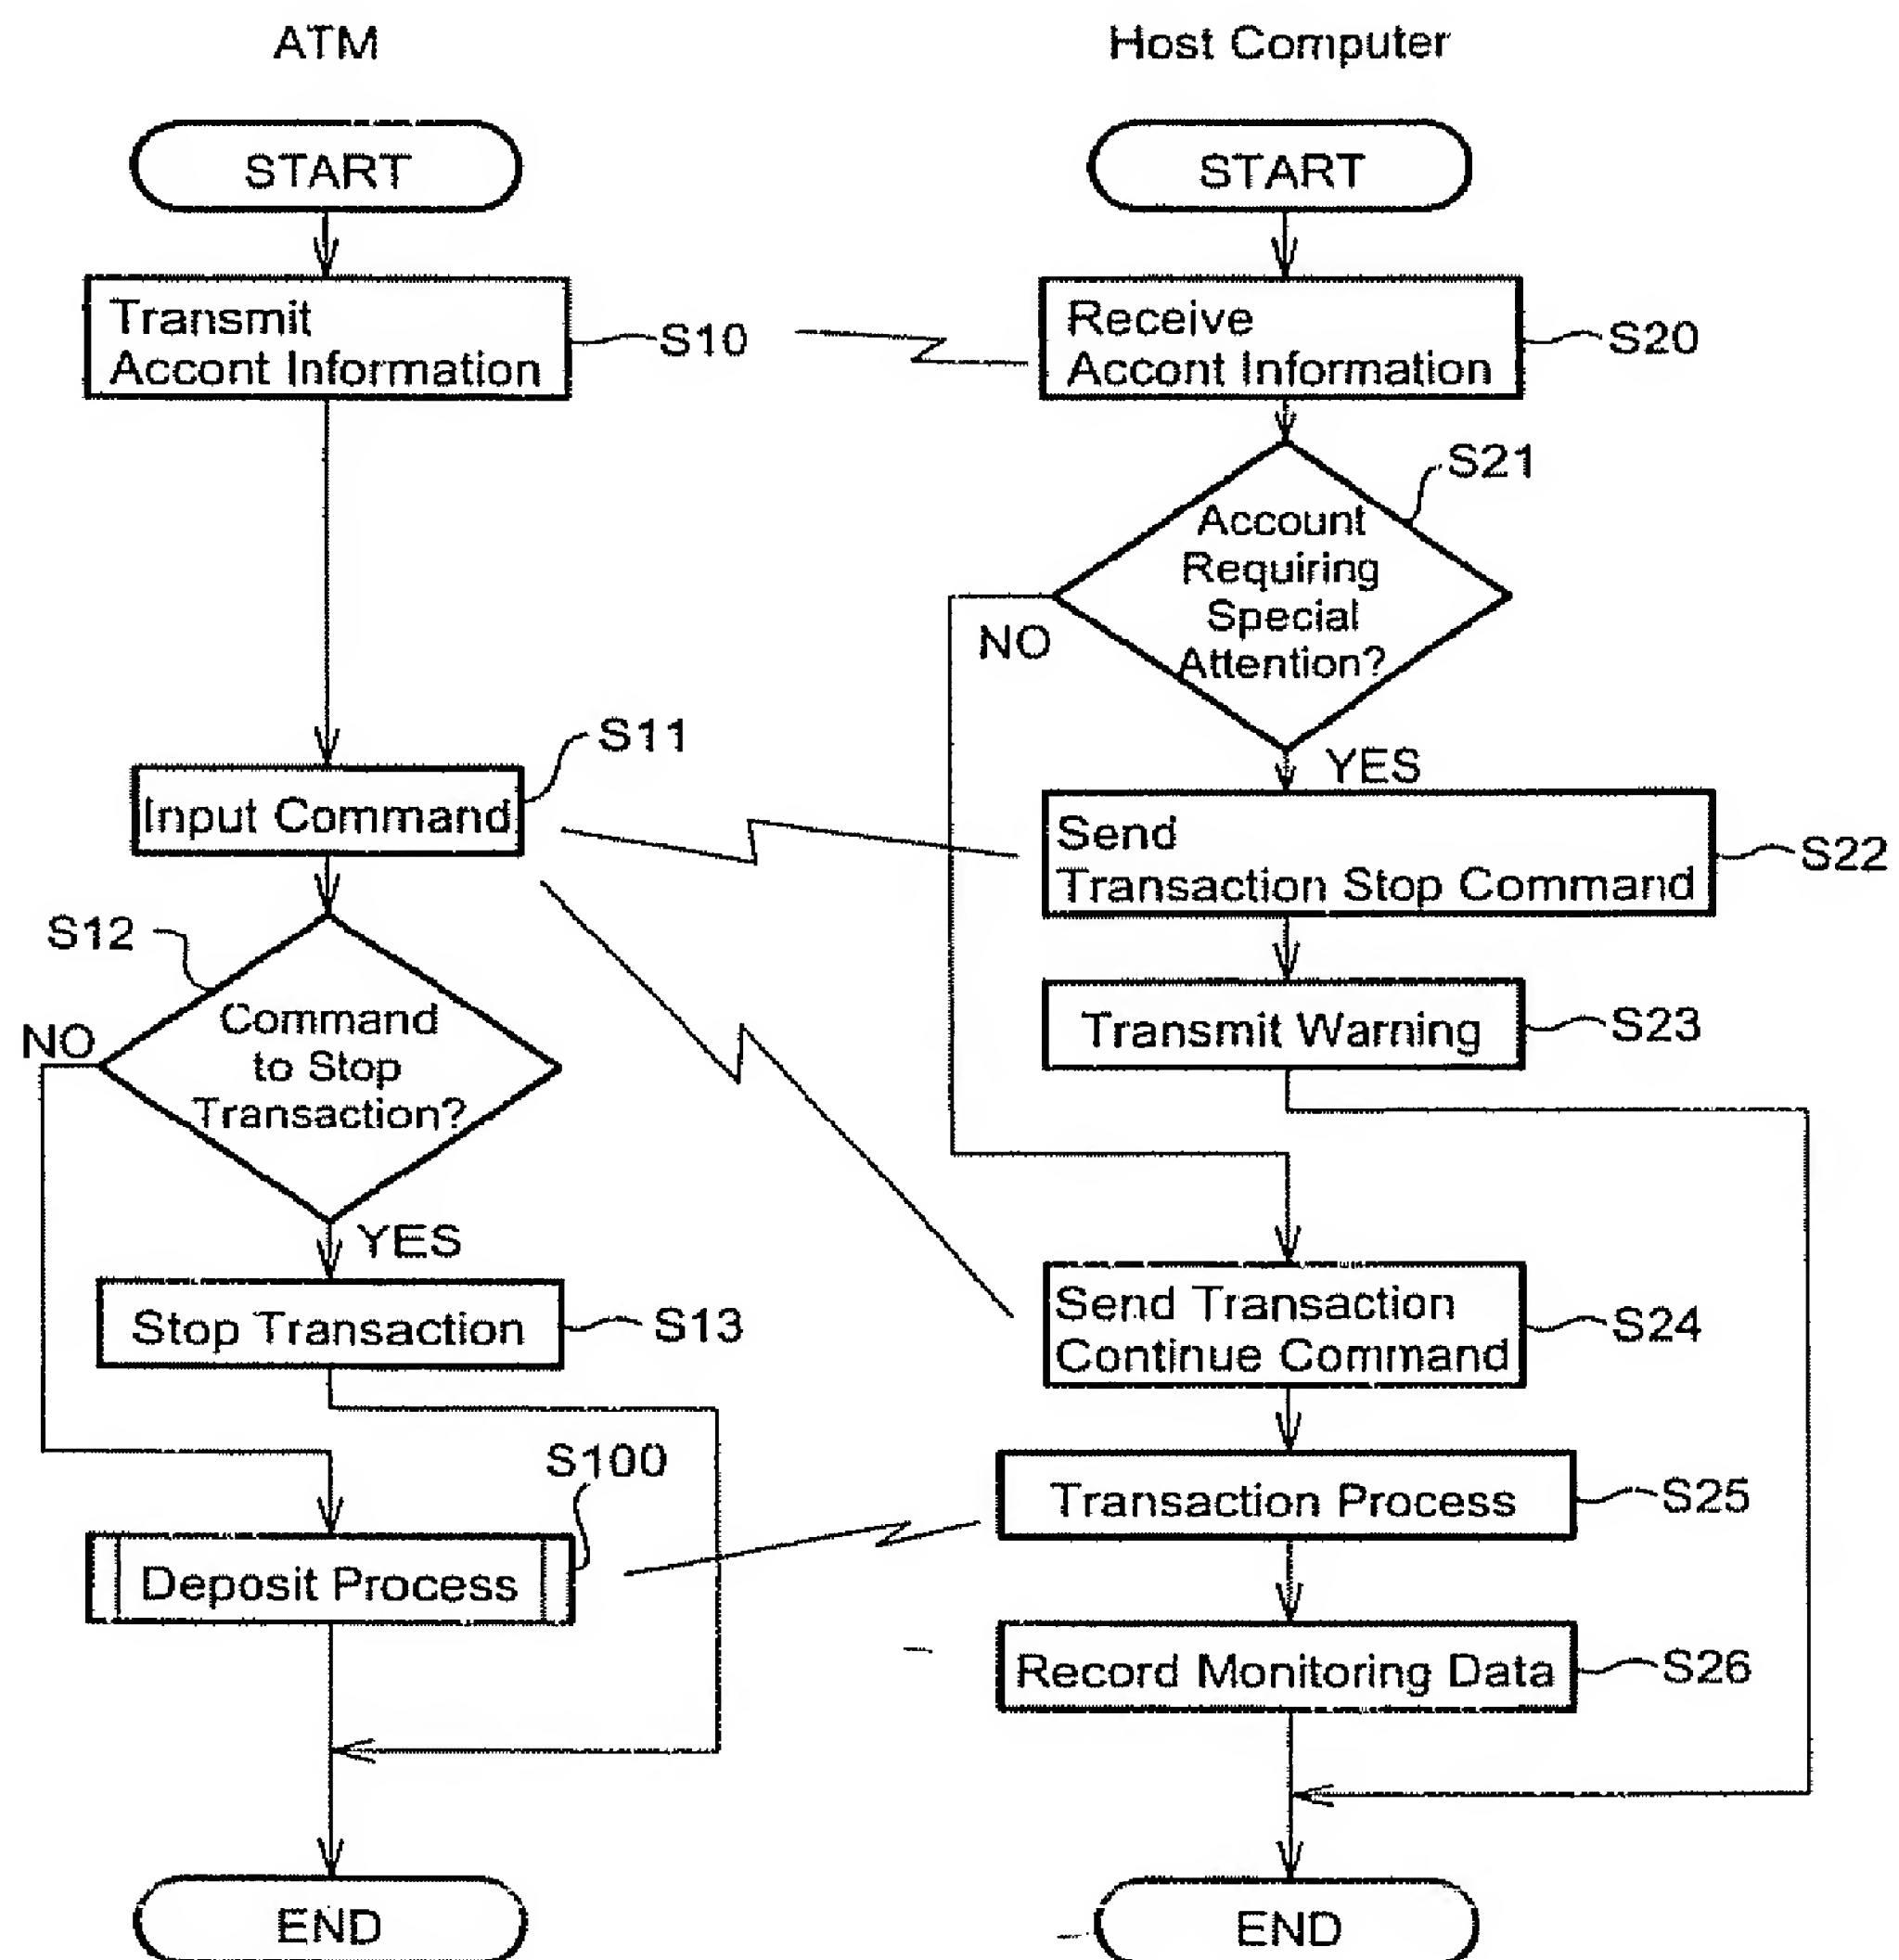 ATM
START
Transmit
Accont Information
S10
S11
Input Command
S12
Command
to Stop
Transaction?
NO
YES
Stop Transaction
S13
S100
Deposit Process
END
Host Computer
START
Receive
Accont Information
S20
S21
Account
Requiring
Special
Attention?
NO
YES
Send
Transaction Stop Command
S22
Transmit Warning
S23
Send Transaction
Continue Command
S24
Transaction Process
S25
Record Monitoring Data
S26
END